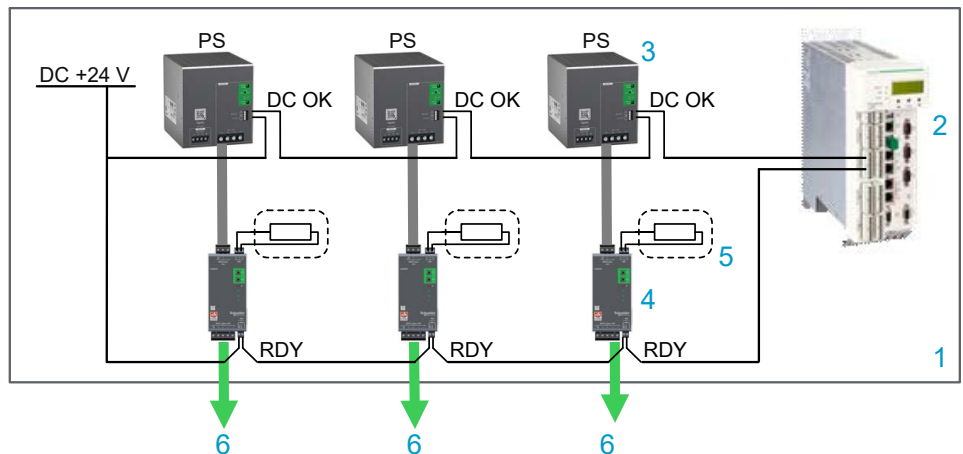 PS PS PS 3
DC +24 V
DC OK DC OK DC OK
2
5
4
RDY RDY RDY
1
6 6 6